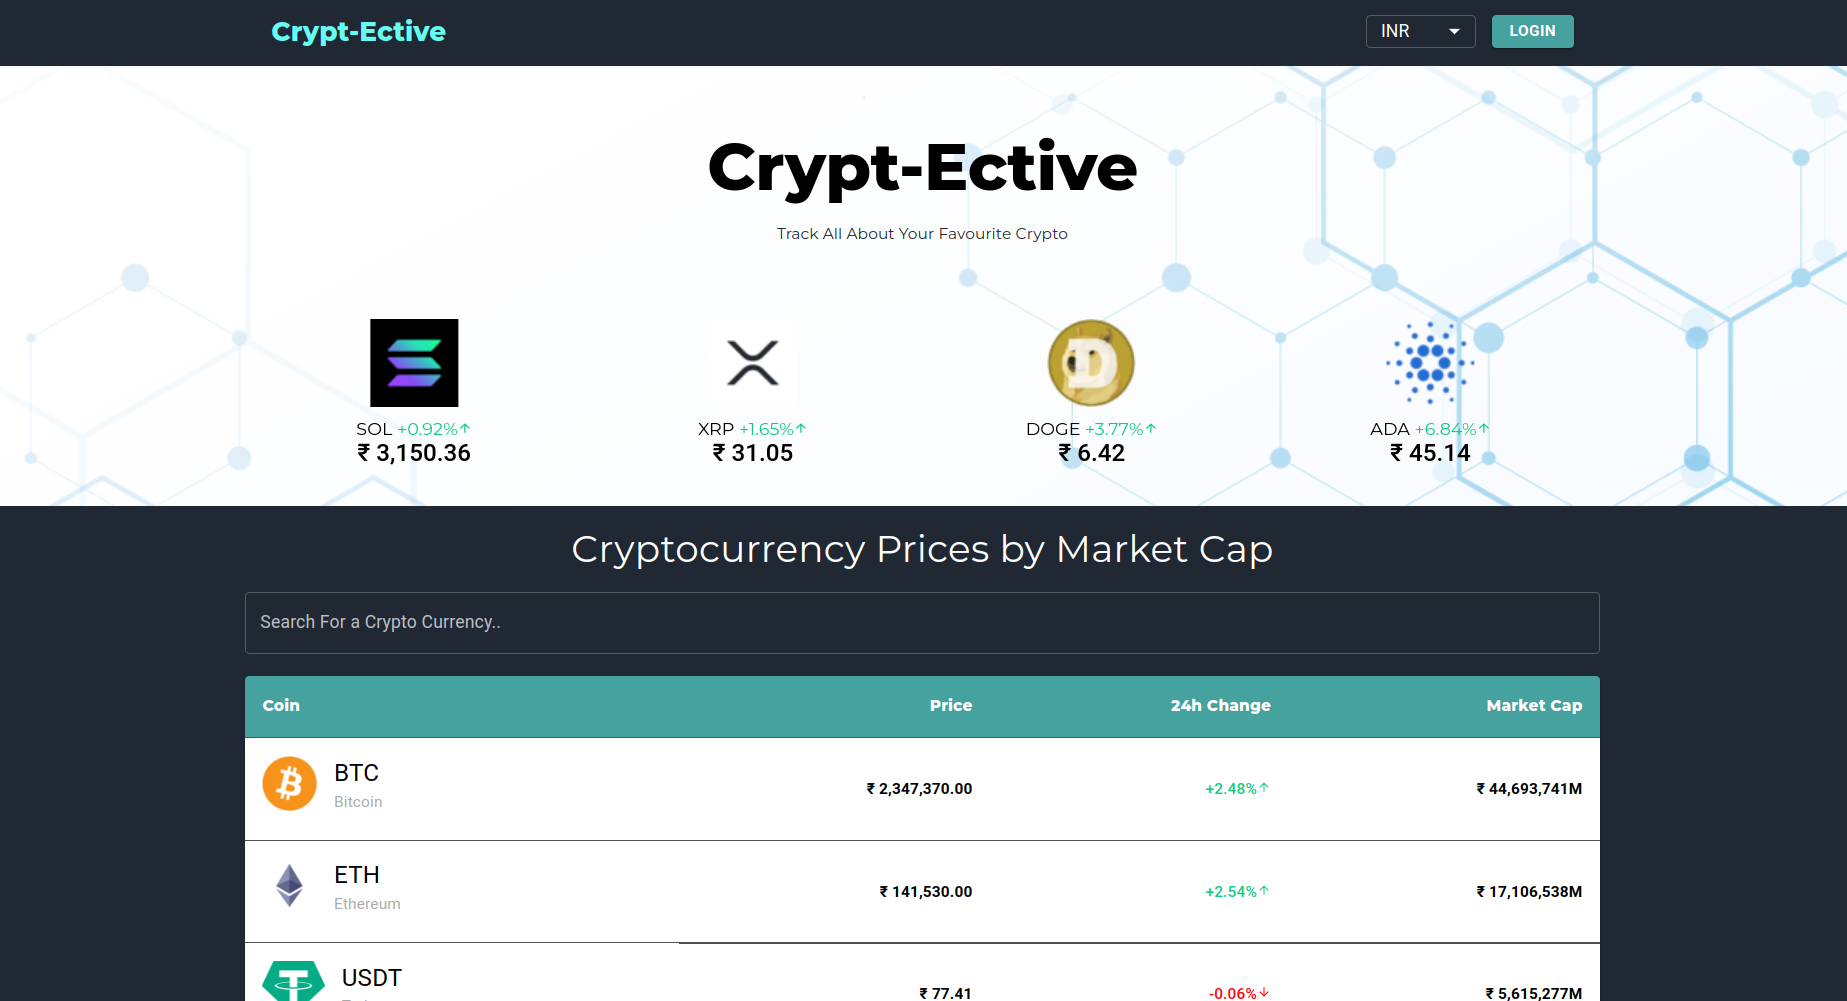 Crypt-Ective
INR
LOGIN
Crypt-Ective
Track All About Your Favourite Crypto
SOL +0.92%↑
₹ 3,150.36
XRP +1.65%↑
₹ 31.05
DOGE +3.77%↑
₹ 6.42
ADA +6.84%↑
₹ 45.14
Cryptocurrency Prices by Market Cap
Search For a Crypto Currency..
Coin Price 24h Change Market Cap
BTC
Bitcoin
₹ 2,347,370.00 +2.48%↑ ₹ 44,693,741M
ETH
Ethereum
₹ 141,530.00 +2.54%↑ ₹ 17,106,538M
USDT
₹ 77.41 -0.06%↓ ₹ 5,615,277M